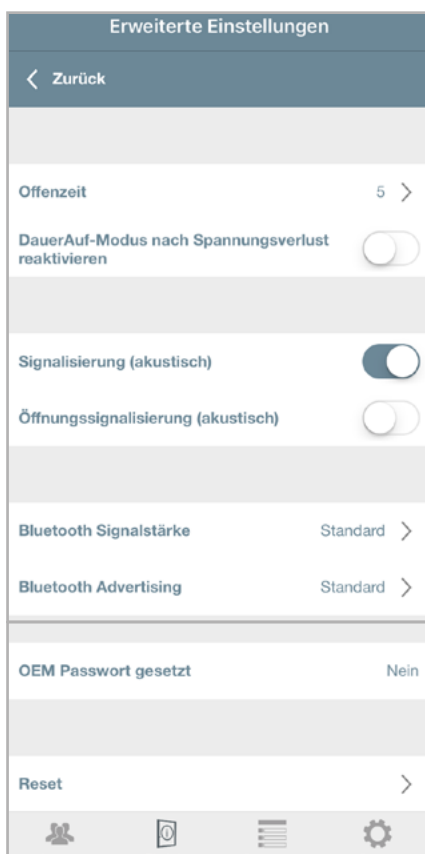 Erweiterte Einstellungen
Zurück
Offenzeit 5
DauerAuf-Modus nach Spannungsverlust
reaktivieren
Signalisierung (akustisch)
Öffnungssignalisierung (akustisch)
Bluetooth Signalstärke Standard
Bluetooth Advertising Standard
OEM Passwort gesetzt Nein
Reset